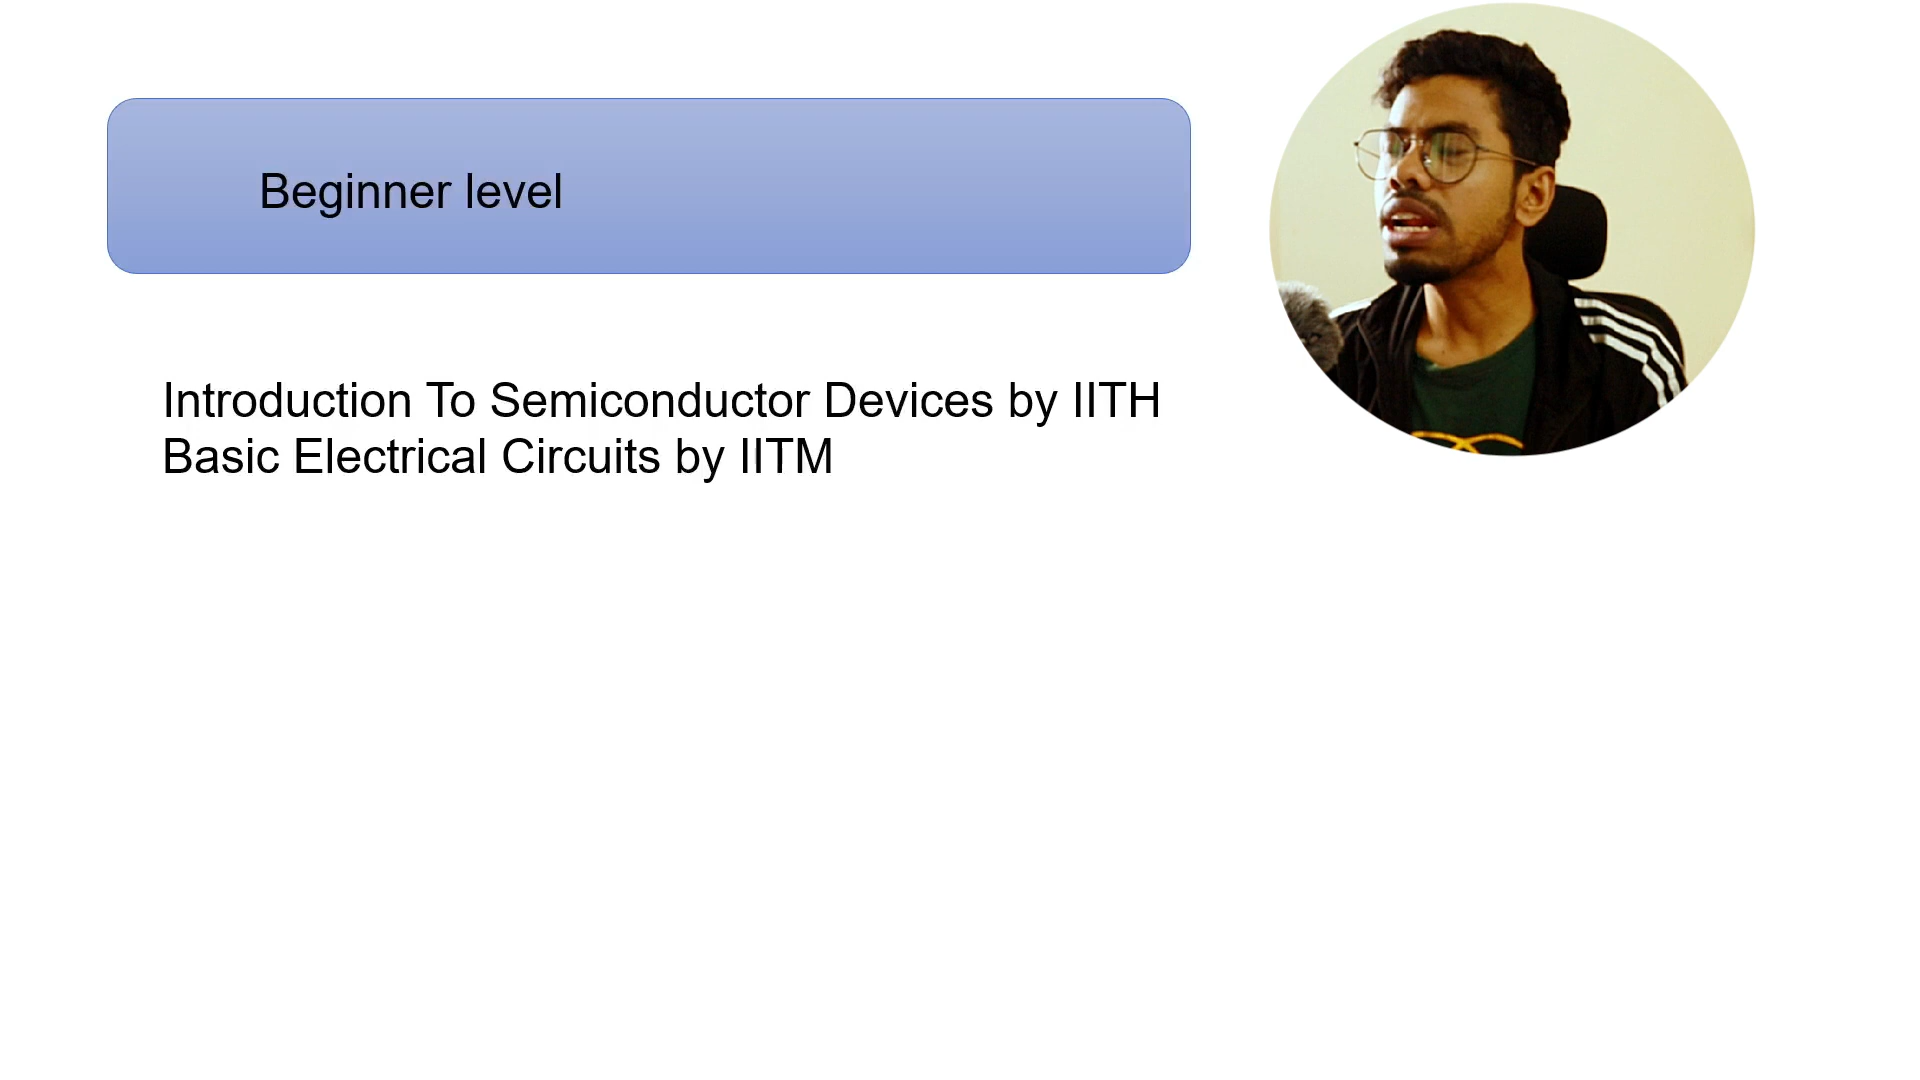 Beginner level
Introduction To Semiconductor Devices by IITH
Basic Electrical Circuits by IITM